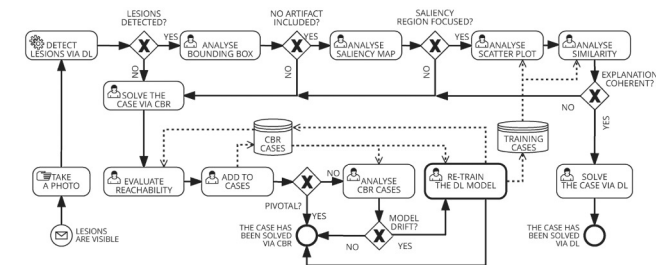 LESIONS
DETECTED?
NO ARTIFACT
INCLUDED?
SALIENCY
REGION FOCUSED?
DETECT
LESIONS VIA DL
YES
ANALYSE
BOUNDING BOX
YES
ANALYSE
SALIENCY MAP
YES
ANALYSE
SCATTER PLOT
ANALYSE
SIMILARITY
NO
NO
NO
EXPLANATION
COHERENT?
NO
YES
SOLVE THE
CASE VIA CBR
CBR
CASES
TRAINING
CASES
TAKE
A PHOTO
EVALUATE
REACHABILITY
ADD TO
CASES
NO
ANALYSE
CBR CASES
RE-TRAIN
THE DL MODEL
SOLVE
THE CASE VIA DL
PIVOTAL?
YES
MODEL
DRIFT?
LESIONS
ARE VISIBLE
THE CASE HAS
BEEN SOLVED
VIA CBR
NO
YES
THE CASE HAS
BEEN SOLVED
VIA DL